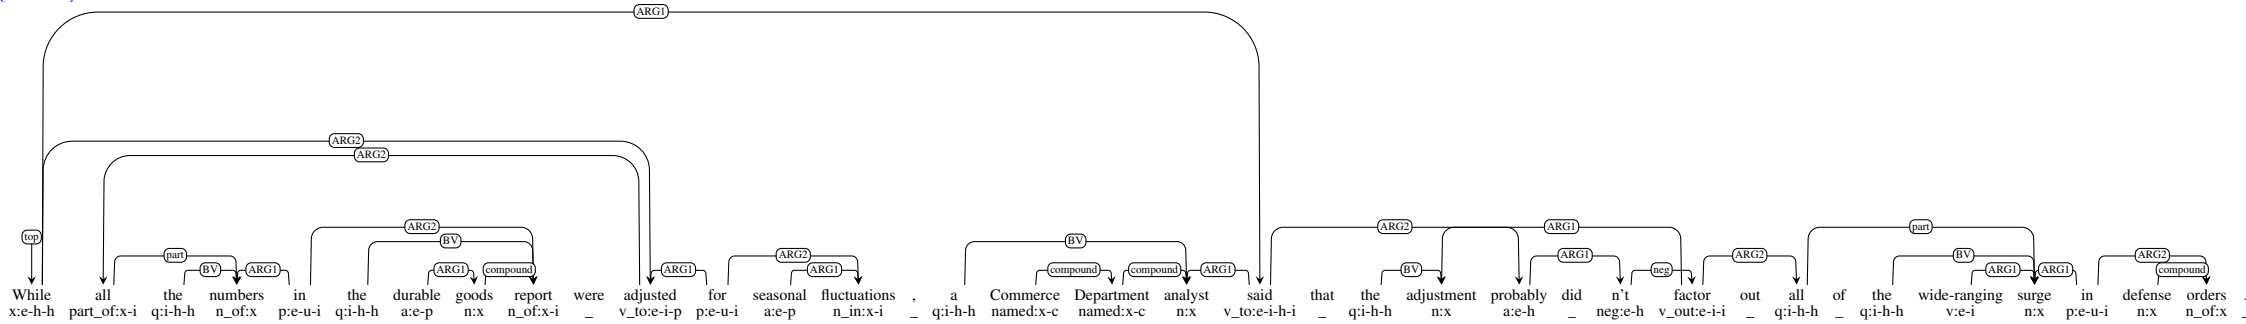 ARG1
ARG2
ARG2
ARG2 ARG2 ARG1 part
top BV BV
part ARG2 ARG1 ARG2 BV ARG2
BV ARG1 ARG1 compound ARG1 ARG1 compound compound ARG1 BV neg ARG1 ARG1 compound
While all the numbers in the durable goods report were adjusted for seasonal fluctuations , a Commerce Department analyst said that the adjustment probably did n't factor out all of the wide-ranging surge in defense orders .
x:e-h-h part_of:x-i q:i-h-h n_of:x p:e-u-i q:i-h-h a:e-p n:x n_of:x-i _ v_to:e-i-p p:e-u-i a:e-p n_in:x-i _ q:i-h-h named:x-c named:x-c n:x v_to:e-i-h-i _ q:i-h-h n:x a:e-h _ neg:e-h v_out:e-i-i _ q:i-h-h _ q:i-h-h v:e-i n:x p:e-u-i n:x n_of:x _